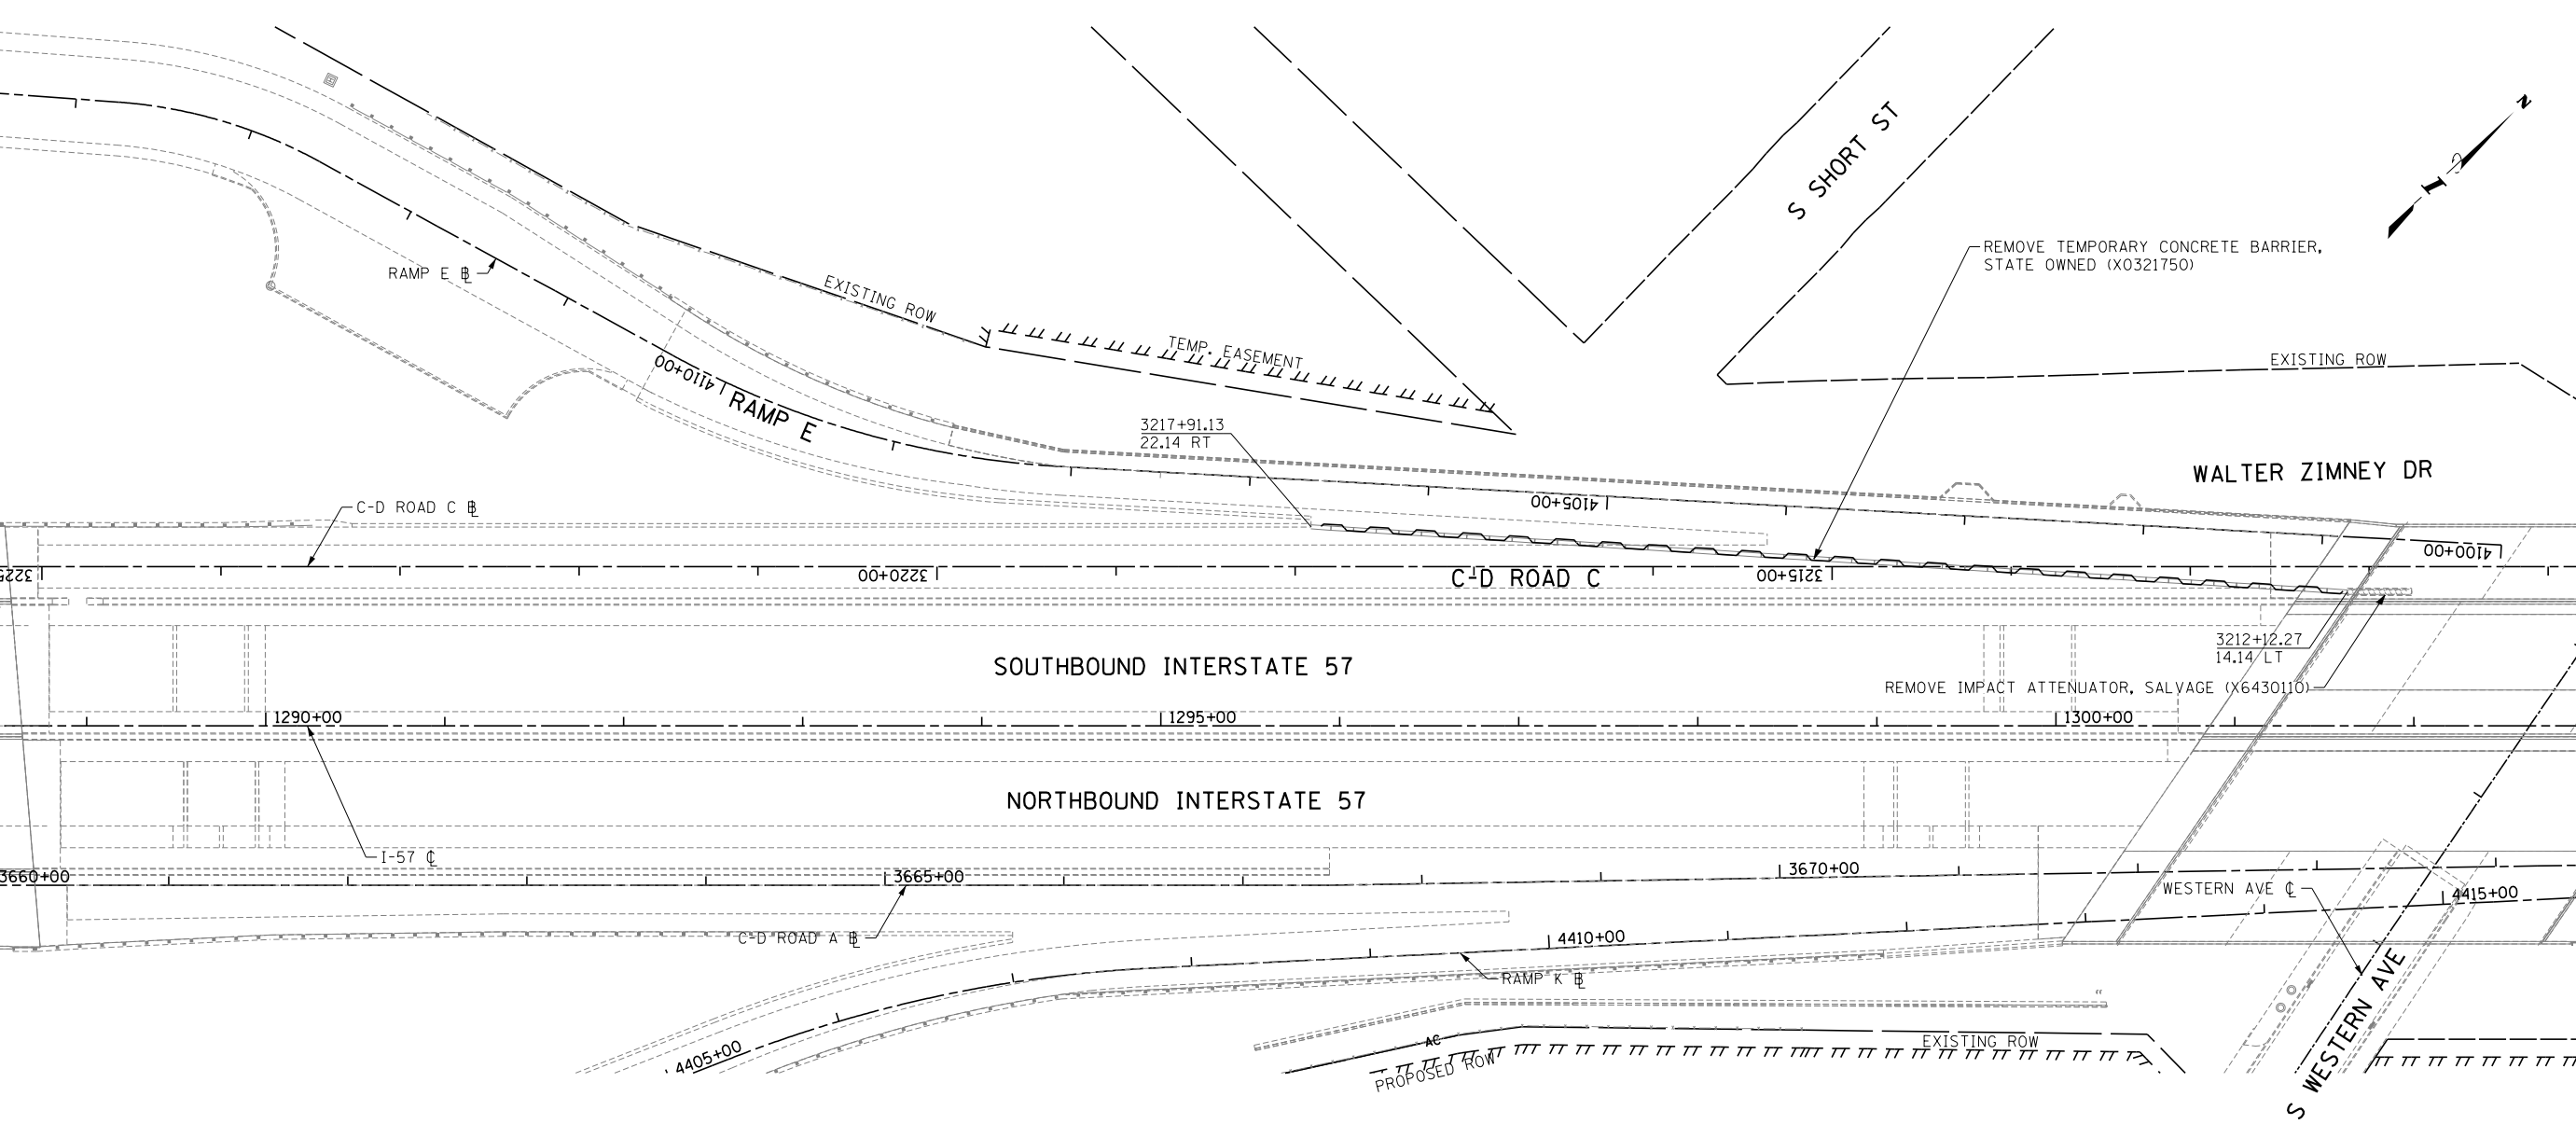 N
S SHORT ST
REMOVE TEMPORARY CONCRETE BARRIER,
STATE OWNED (X0321750)
RAMP E ⅊
EXISTING ROW
TEMP. EASEMENT
EXISTING ROW
4110+00
RAMP E
3217+91.13
22.14 RT
WALTER ZIMNEY DR
C-D ROAD C ⅊
4105+00
4100+00
3220+00
C-D ROAD C
3215+00
3212+12.27
14.14 LT
SOUTHBOUND INTERSTATE 57
REMOVE IMPACT ATTENUATOR, SALVAGE (X6430110)
1290+00
1295+00
1300+00
NORTHBOUND INTERSTATE 57
I-57 ℄
3660+00
3665+00
3670+00
WESTERN AVE ℄
4415+00
C-D ROAD A ⅊
4410+00
RAMP K ⅊
4405+00
AC
EXISTING ROW
PROPOSED ROW
S WESTERN AVE